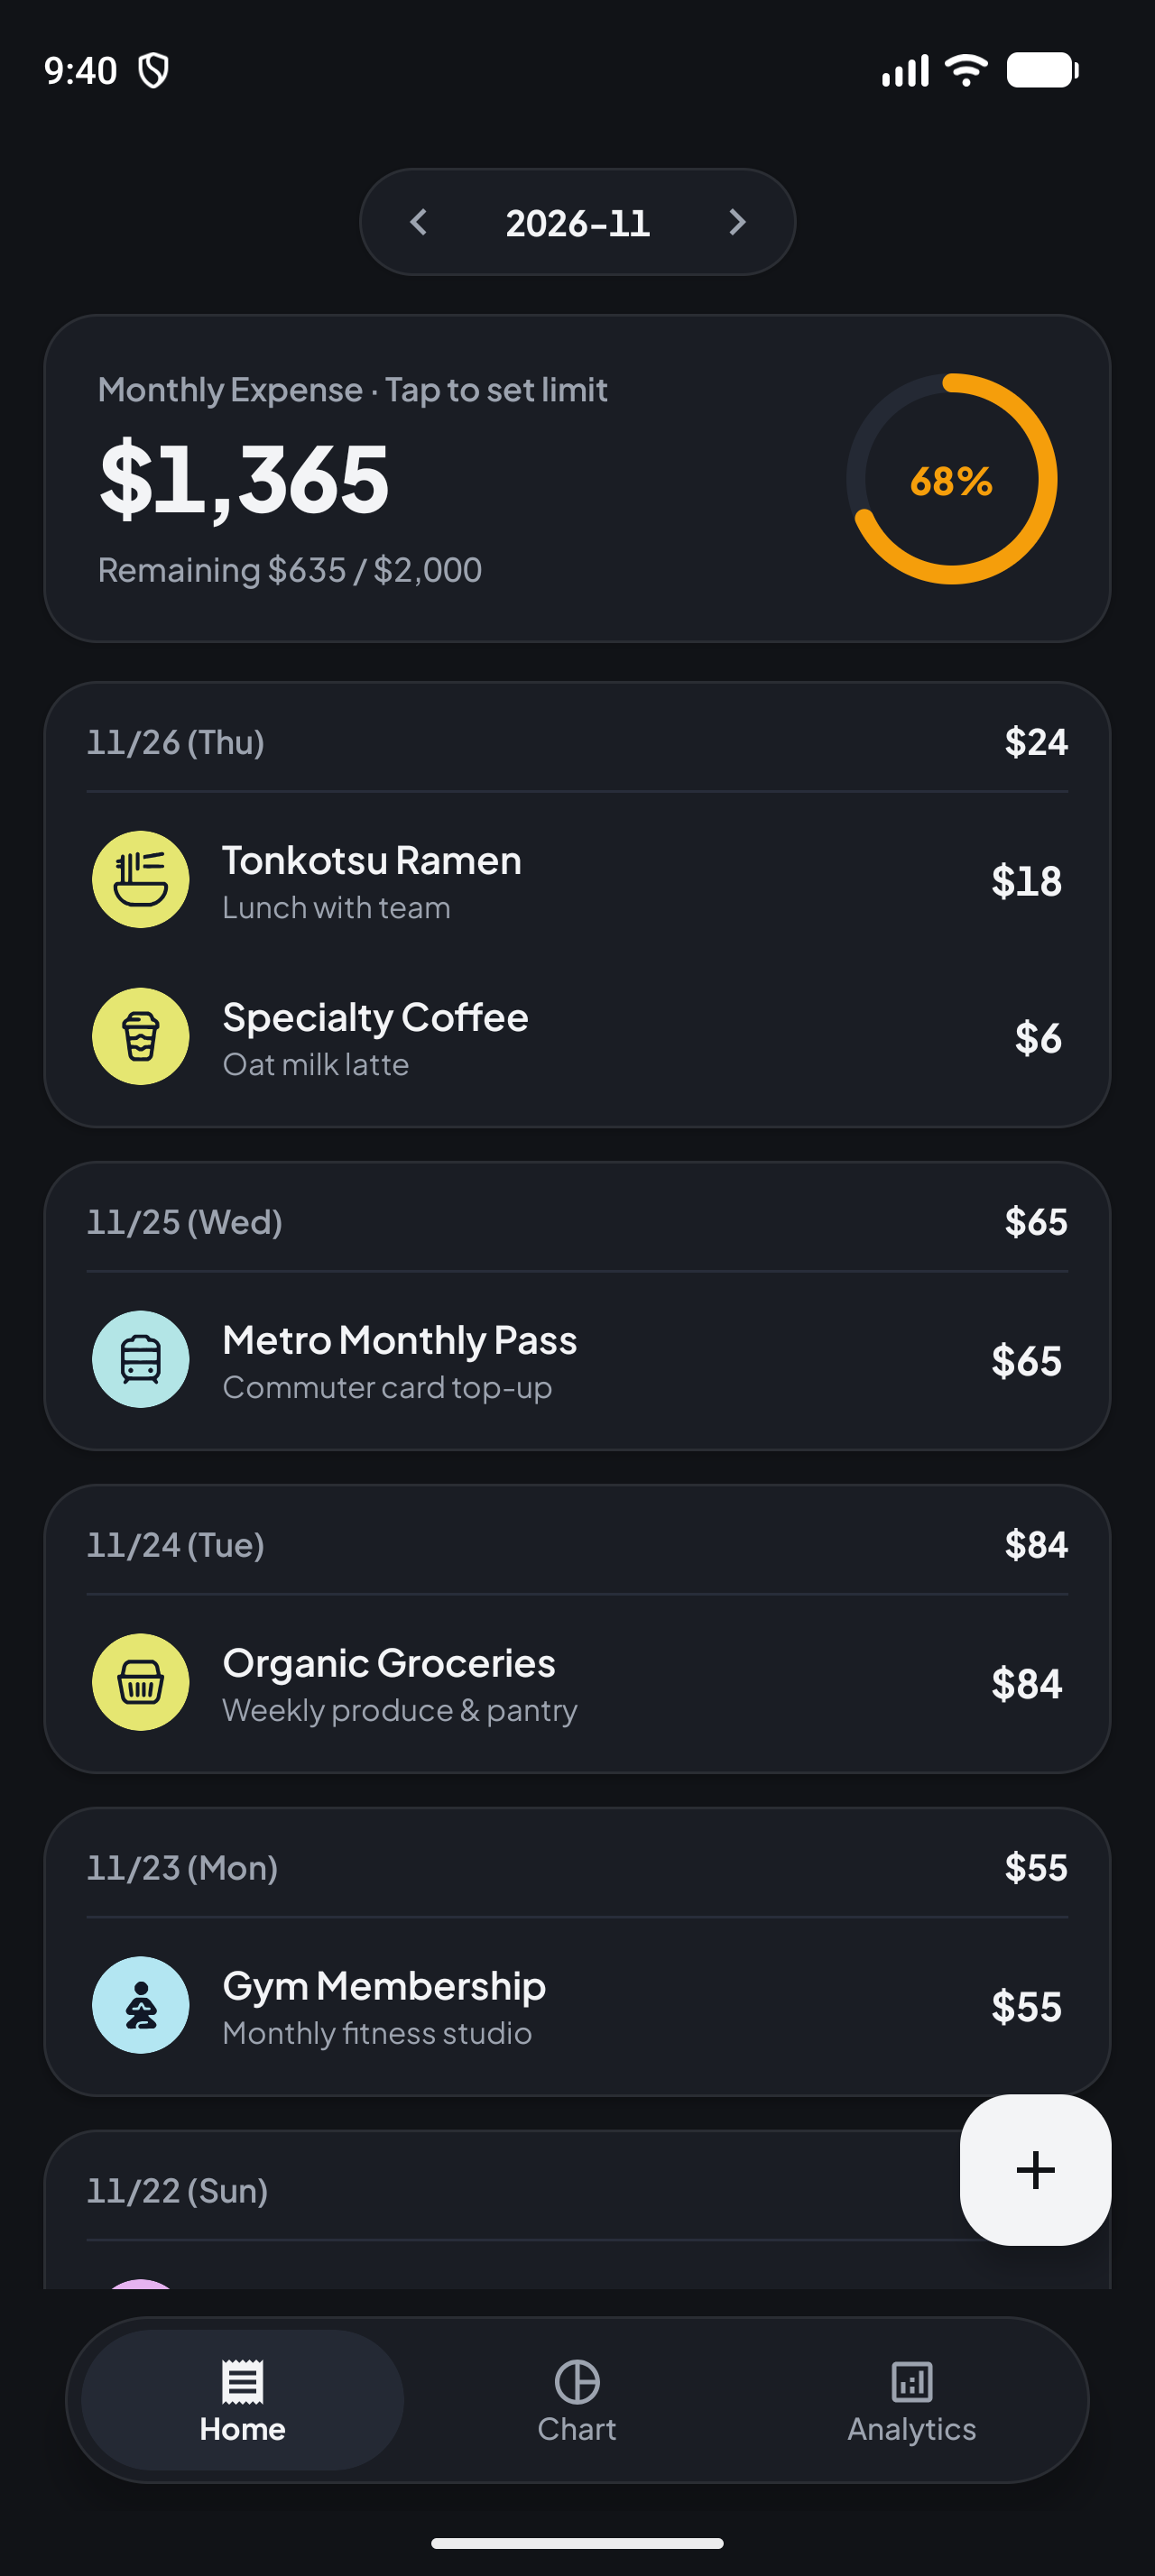 9:40
2026-11
Monthly Expense · Tap to set limit
$1,365
Remaining $635 / $2,000
68%
11/26 (Thu) $24
Tonkotsu Ramen
Lunch with team
$18
Specialty Coffee
Oat milk latte
$6
11/25 (Wed) $65
Metro Monthly Pass
Commuter card top-up
$65
11/24 (Tue) $84
Organic Groceries
Weekly produce & pantry
$84
11/23 (Mon) $55
Gym Membership
Monthly fitness studio
$55
11/22 (Sun)
Home Chart Analytics